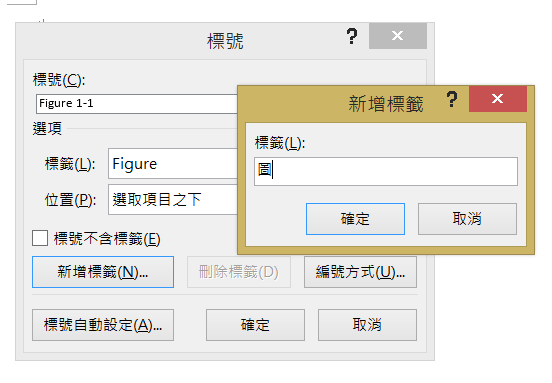 標號
標號(C):
Figure 1-1
選項
標籤(L): Figure
位置(P): 選取項目之下
標號不含標籤(E)
新增標籤(N)... 刪除標籤(D) 編號方式(U)...
標號自動設定(A)... 確定 取消
新增標籤
標籤(L):
圖
確定 取消